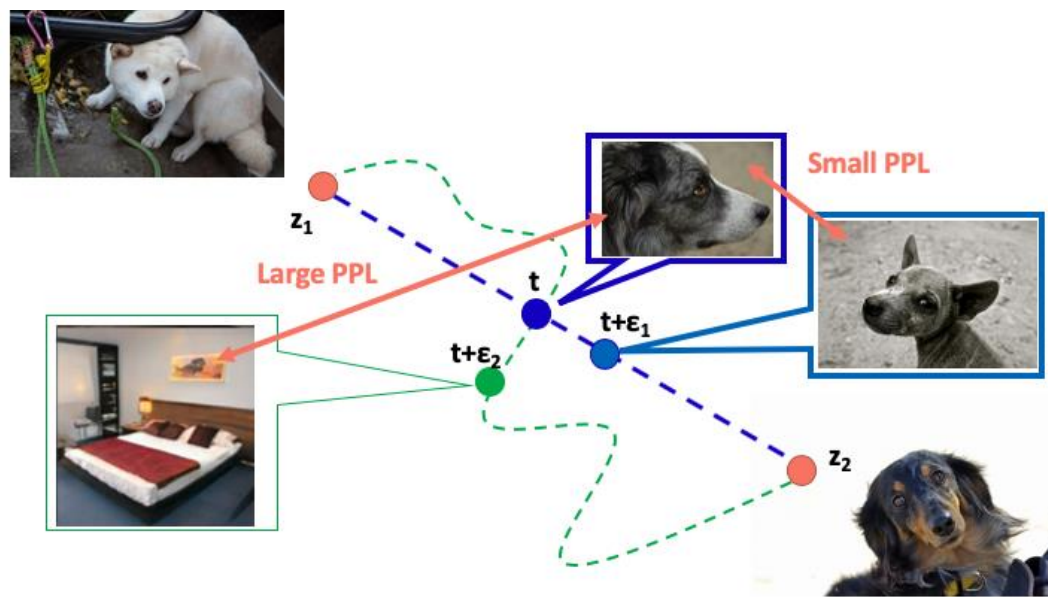 Small PPL
z₁
Large PPL
t
t+ε₁
t+ε₂
z₂